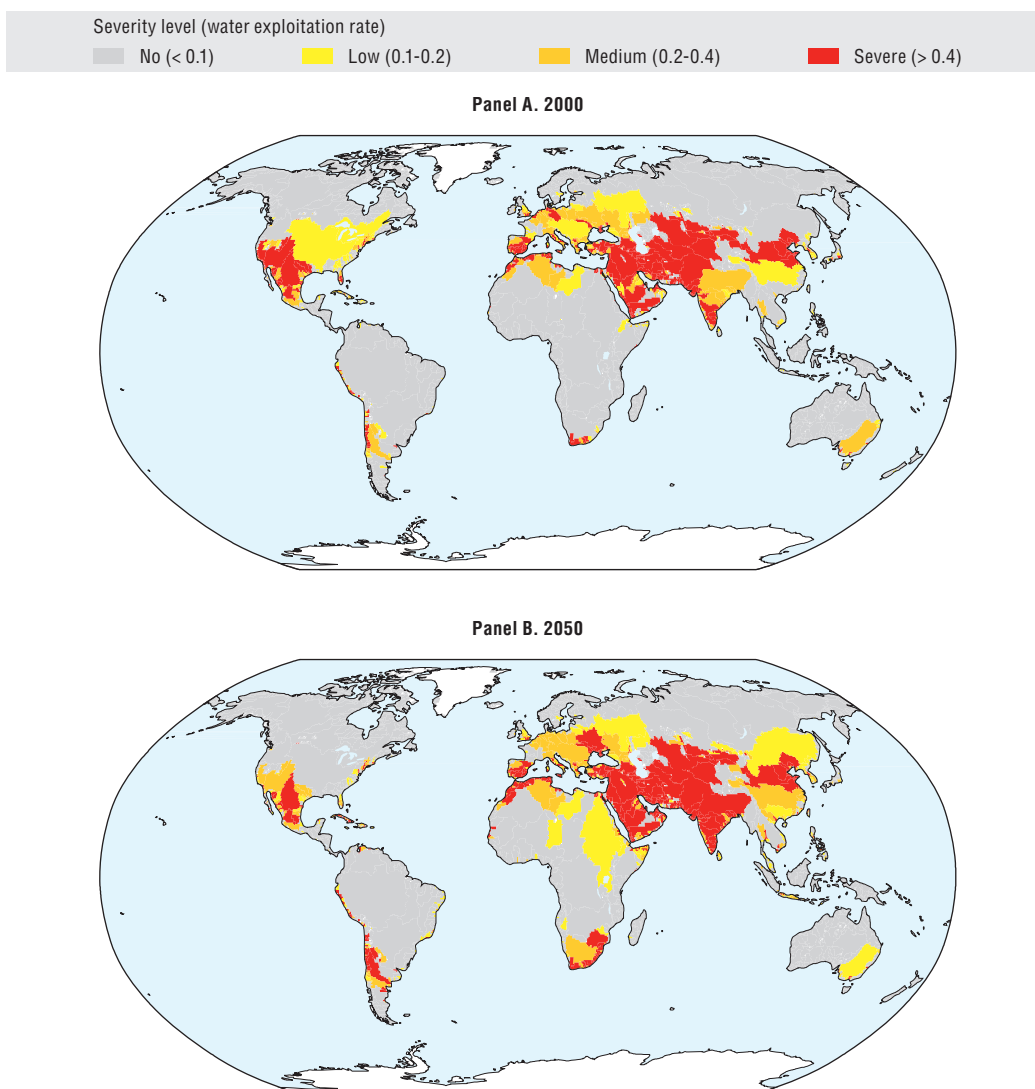 Severity level (water exploitation rate)
No (< 0.1) Low (0.1-0.2) Medium (0.2-0.4) Severe (> 0.4)
Panel A. 2000
Panel B. 2050